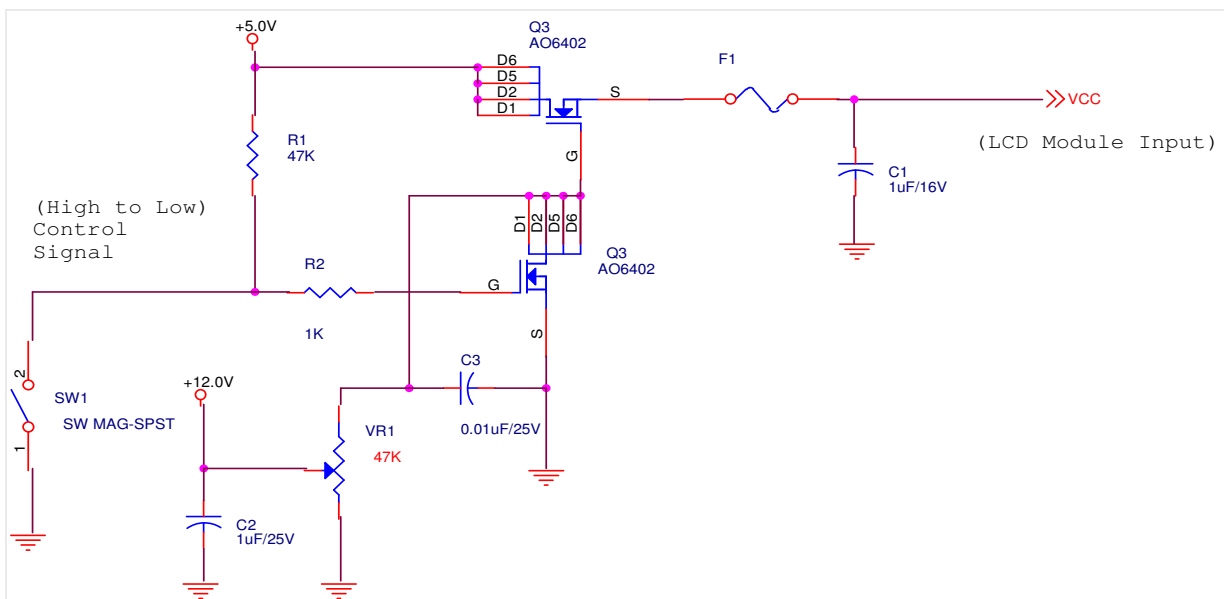 +5.0V
Q3
AO6402
F1
D6
D5
D2
D1
S
VCC
R1
47K
(LCD Module Input)
G
C1
1uF/16V
(High to Low)
Control
Signal
D1
D2
D5
D6
Q3
AO6402
R2
G
1K
S
C3
2
+12.0V
SW1
SW MAG-SPST
VR1
0.01uF/25V
1
47K
C2
1uF/25V